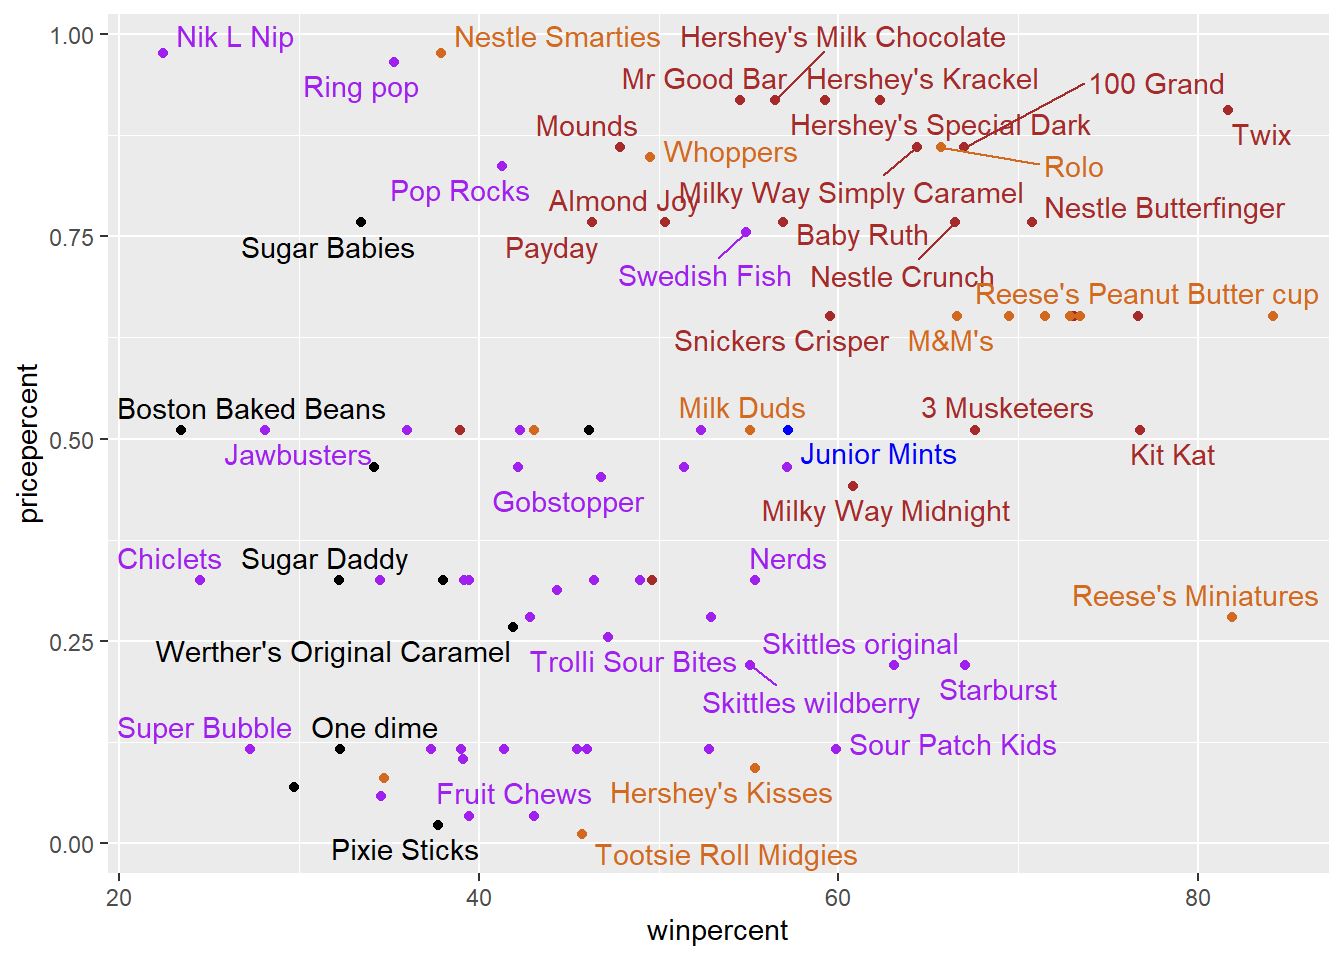 1.00
Nik L Nip
Nestle Smarties
Hershey's Milk Chocolate
Ring pop
Mr Good Bar
Hershey's Krackel
100 Grand
Mounds
Hershey's Special Dark
Twix
Whoppers
Rolo
Pop Rocks
Almond Joy
Milky Way Simply Caramel
Nestle Butterfinger
0.75
Sugar Babies
Payday
Baby Ruth
Swedish Fish
Nestle Crunch
Reese's Peanut Butter cup
Snickers Crisper
M&M's
Boston Baked Beans
Milk Duds
3 Musketeers
0.50
Jawbusters
Junior Mints
Kit Kat
pricepercent
Gobstopper
Milky Way Midnight
Chiclets
Sugar Daddy
Nerds
Reese's Miniatures
0.25
Werther's Original Caramel
Trolli Sour Bites
Skittles original
Starburst
Skittles wildberry
Super Bubble
One dime
Sour Patch Kids
Fruit Chews
Hershey's Kisses
0.00
Pixie Sticks
Tootsie Roll Midgies
20
40
60
80
winpercent